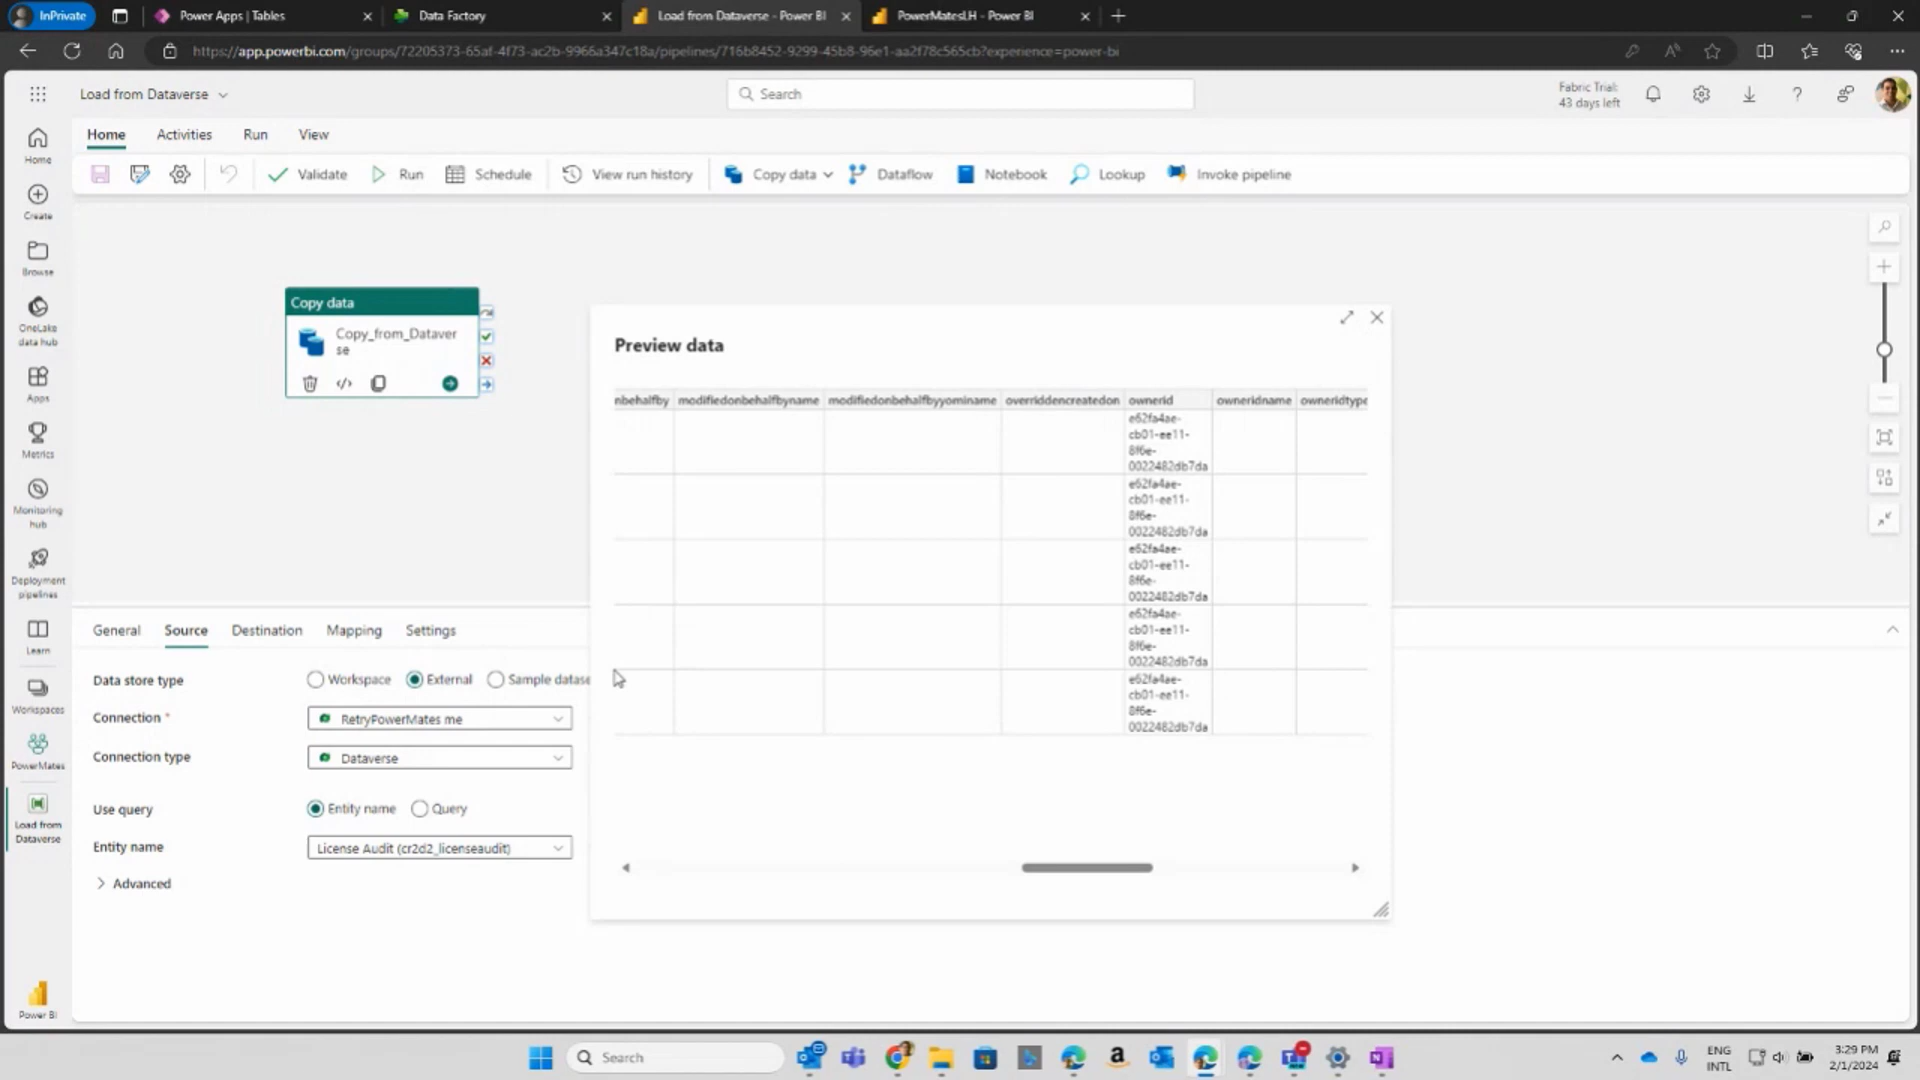 InPrivate
Power Apps | Tables
Data Factory
Load from Dataverse - Power BI
PowerMatesLH - Power BI
https://app.powerbi.com/groups/72205373-65af-4f73-ac2b-9966a347c18a/pipelines/716b8452-9299-45b8-96e1-aa2f78c565cb?experience=power-bi
Load from Dataverse
Search
Fabric Trial:
43 days left
Home
Activities
Run
View
Validate
Run
Schedule
View run history
Copy data
Dataflow
Notebook
Lookup
Invoke pipeline
Home
Create
Browse
OneLake
data hub
Apps
Metrics
Monitoring
hub
Deployment
pipelines
Learn
Workspaces
PowerMates
Load from
Dataverse
Power BI
Copy data
Copy_from_Dataver
se
Preview data
nbehalfby
modifiedonbehalfbyname
modifiedonbehalfbyyominame
overriddencreatedon
ownerid
owneridname
owneridtype
e62fa4ae-
cb01-ee11-
8f6e-
0022482db7da
e62fa4ae-
cb01-ee11-
8f6e-
0022482db7da
e62fa4ae-
cb01-ee11-
8f6e-
0022482db7da
e62fa4ae-
cb01-ee11-
8f6e-
0022482db7da
e62fa4ae-
cb01-ee11-
8f6e-
0022482db7da
General
Source
Destination
Mapping
Settings
Data store type
Workspace
External
Sample datase
Connection *
RetryPowerMates me
Connection type
Dataverse
Use query
Entity name
Query
Entity name
License Audit (cr2d2_licenseaudit)
Advanced
Search
ENG
INTL
3:29 PM
2/1/2024